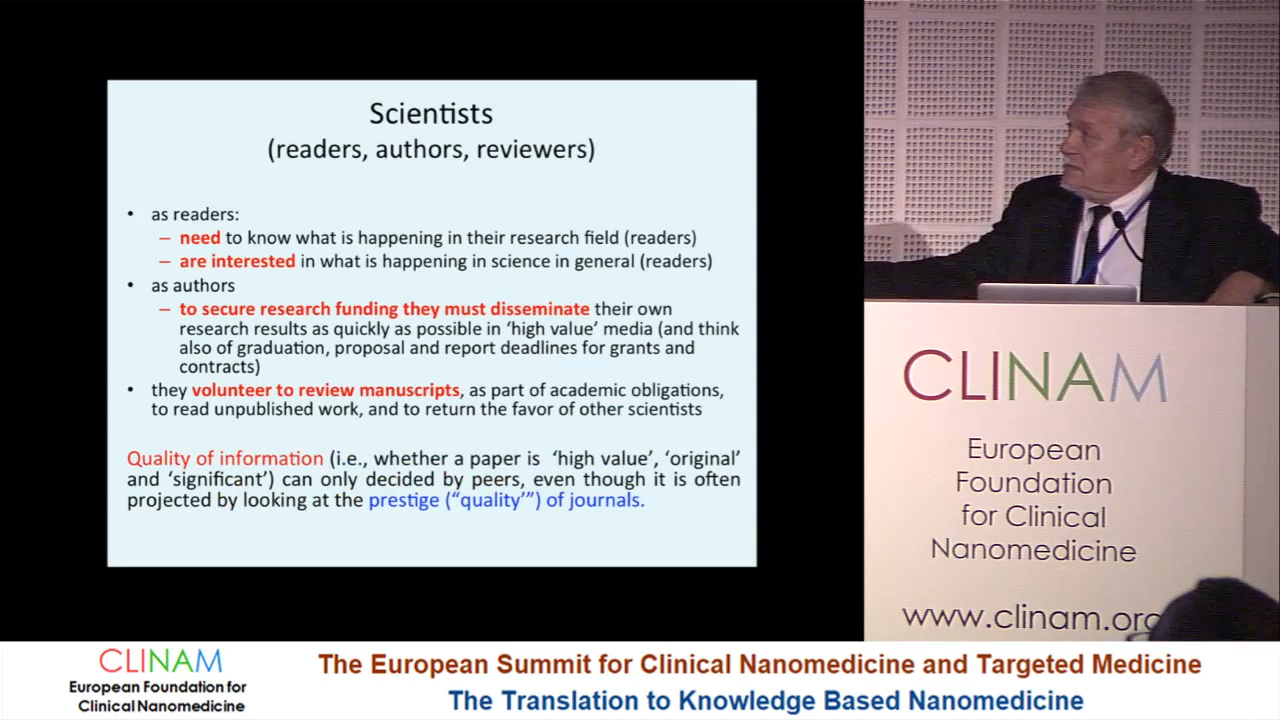 Scientists
(readers, authors, reviewers)
• as readers:
– need to know what is happening in their research field (readers)
– are interested in what is happening in science in general (readers)
• as authors
– to secure research funding they must disseminate their own
research results as quickly as possible in ‘high value’ media (and think
also of graduation, proposal and report deadlines for grants and
contracts)
• they volunteer to review manuscripts, as part of academic obligations,
to read unpublished work, and to return the favor of other scientists
Quality of information (i.e., whether a paper is ‘high value’, ‘original’
and ‘significant’) can only decided by peers, even though it is often
projected by looking at the prestige (“quality’”) of journals.
CLINAM
European
Foundation
for Clinical
Nanomedicine
www.clinam.org
CLINAM
European Foundation for
Clinical Nanomedicine
The European Summit for Clinical Nanomedicine and Targeted Medicine
The Translation to Knowledge Based Nanomedicine